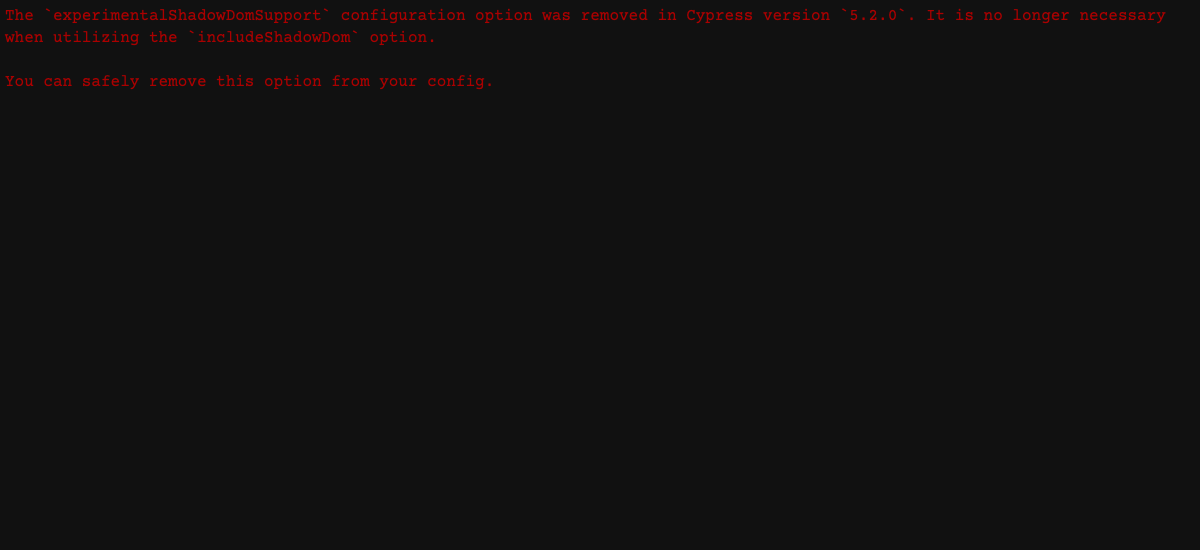 The `experimentalShadowDomSupport` configuration option was removed in Cypress version `5.2.0`. It is no longer necessary
when utilizing the `includeShadowDom` option.
You can safely remove this option from your config.